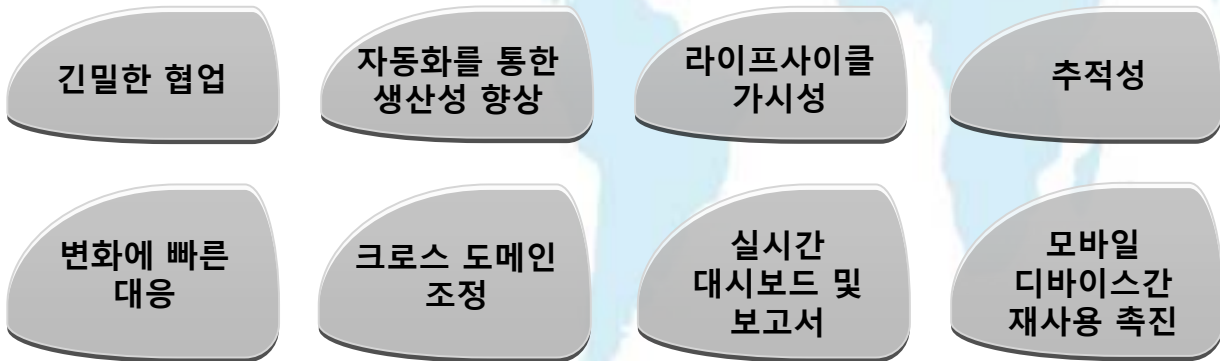 긴밀한 협업
자동화를 통한
생산성 향상
라이프사이클
가시성
추적성
변화에 빠른
대응
크로스 도메인
조정
실시간
대시보드 및
보고서
모바일
디바이스간
재사용 촉진